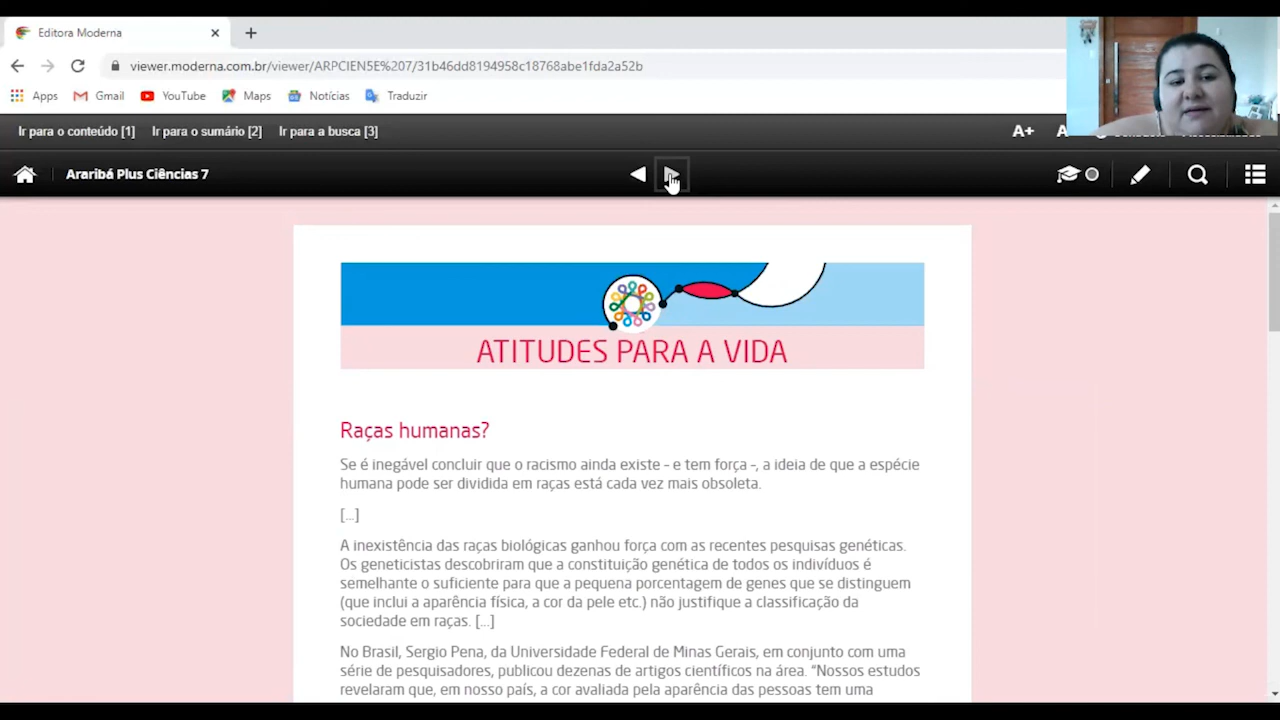 Editora Moderna
viewer.moderna.com.br/viewer/ARPCIEN5E%207/31b46dd8194958c18768abe1fda2a52b
Apps Gmail YouTube Maps Notícias Traduzir
Ir para o conteúdo [1] Ir para o sumário [2] Ir para a busca [3] A+
Araribá Plus Ciências 7
ATITUDES PARA A VIDA
Raças humanas?
Se é inegável concluir que o racismo ainda existe – e tem força –, a ideia de que a espécie
humana pode ser dividida em raças está cada vez mais obsoleta.
[...]
A inexistência das raças biológicas ganhou força com as recentes pesquisas genéticas.
Os geneticistas descobriram que a constituição genética de todos os indivíduos é
semelhante o suficiente para que a pequena porcentagem de genes que se distinguem
(que inclui a aparência física, a cor da pele etc.) não justifique a classificação da
sociedade em raças. [...]
No Brasil, Sergio Pena, da Universidade Federal de Minas Gerais, em conjunto com uma
série de pesquisadores, publicou dezenas de artigos científicos na área. “Nossos estudos
revelaram que, em nosso país, a cor avaliada pela aparência das pessoas tem uma